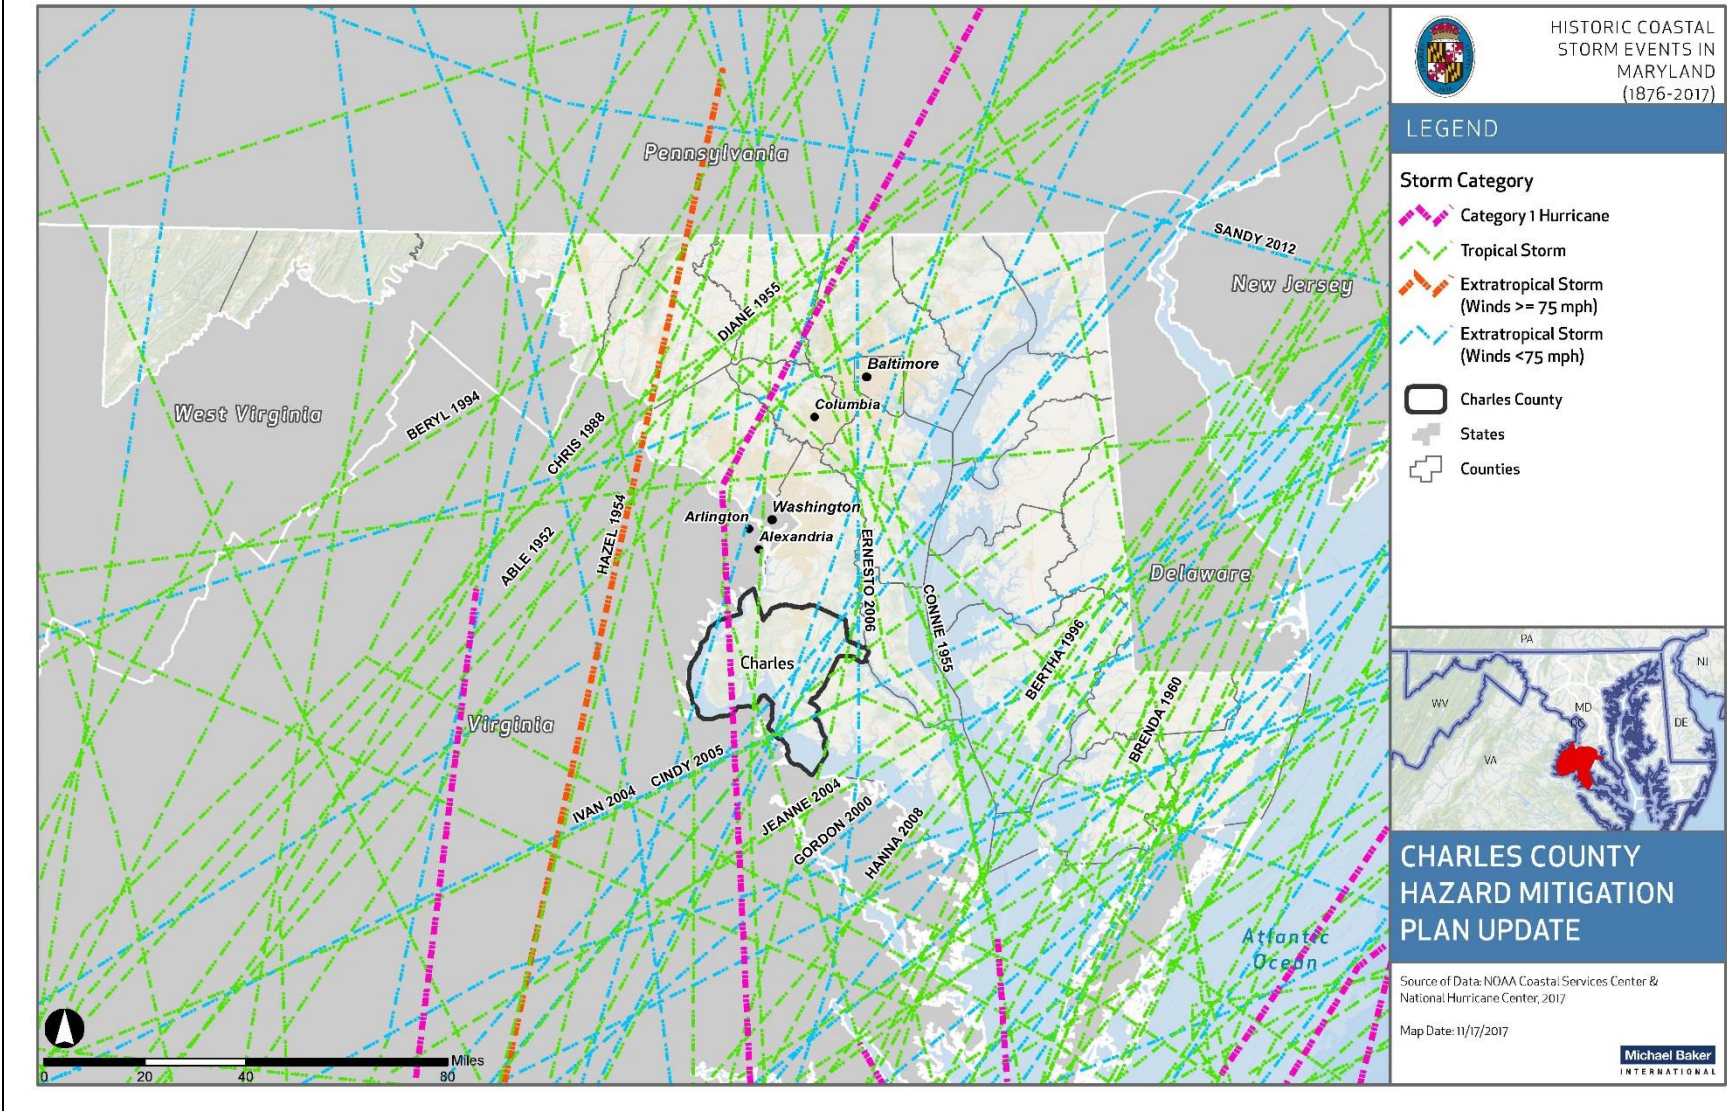 HISTORIC COASTAL
STORM EVENTS IN
MARYLAND
(1876-2017)
LEGEND
Storm Category
Category 1 Hurricane
Tropical Storm
Extratropical Storm
(Winds >= 75 mph)
Extratropical Storm
(Winds <75 mph)
Charles County
States
Counties
Pennsylvania
SANDY 2012
New Jersey
DIANE 1955
Baltimore
Columbia
West Virginia
BERYL 1994
CHRIS 1988
Washington
Arlington
Alexandria
HAZEL 1954
ABLE 1952
ERNESTO 2006
CONNIE 1955
Delaware
BERTHA 1996
Charles
BRENDA 1960
Virginia
CINDY 2005
IVAN 2004
JEANNE 2004
GORDON 2000
HANNA 2008
Atlantic
Ocean
Miles
0 20 40 80
PA
NJ
WV
MD
DC
DE
VA
CHARLES COUNTY
HAZARD MITIGATION
PLAN UPDATE
Source of Data: NOAA Coastal Services Center &
National Hurricane Center, 2017
Map Date: 11/17/2017
Michael Baker
INTERNATIONAL